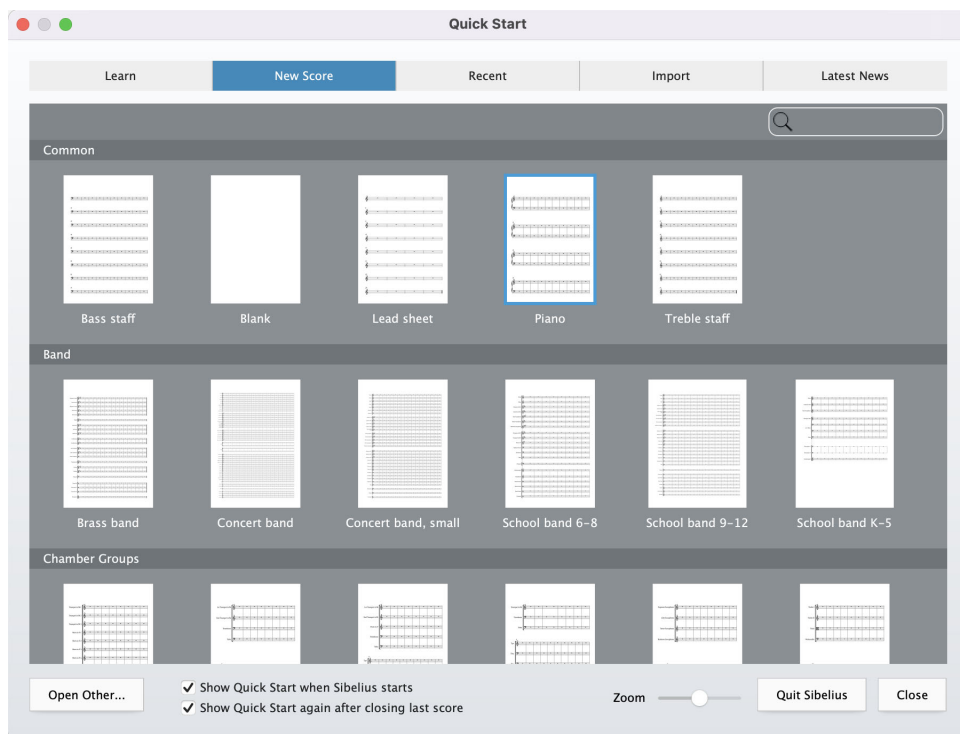 Quick Start
Learn New Score Recent Import Latest News
Common
Bass staff Blank Lead sheet Piano Treble staff
Band
Brass band Concert band Concert band, small School band 6–8 School band 9–12 School band K–5
Chamber Groups
Open Other...
Show Quick Start when Sibelius starts
Show Quick Start again after closing last score
Zoom
Quit Sibelius Close